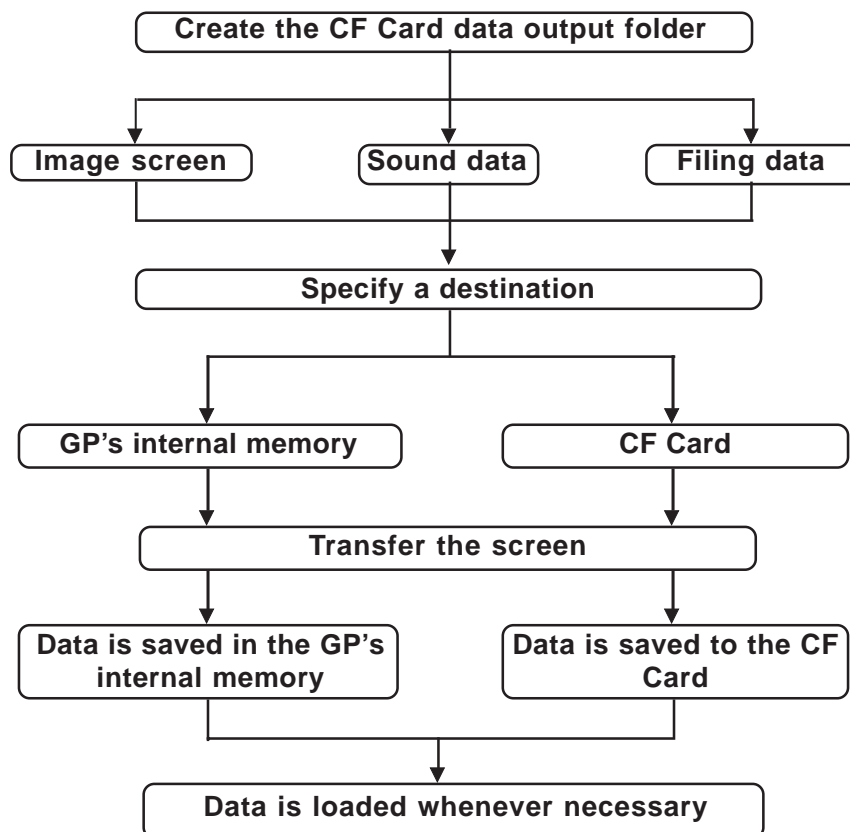 Create the CF Card data output folder
Image screen
Sound data
Filing data
Specify a destination
GP’s internal memory
CF Card
Transfer the screen
Data is saved in the GP’s
internal memory
Data is saved to the CF
Card
Data is loaded whenever necessary